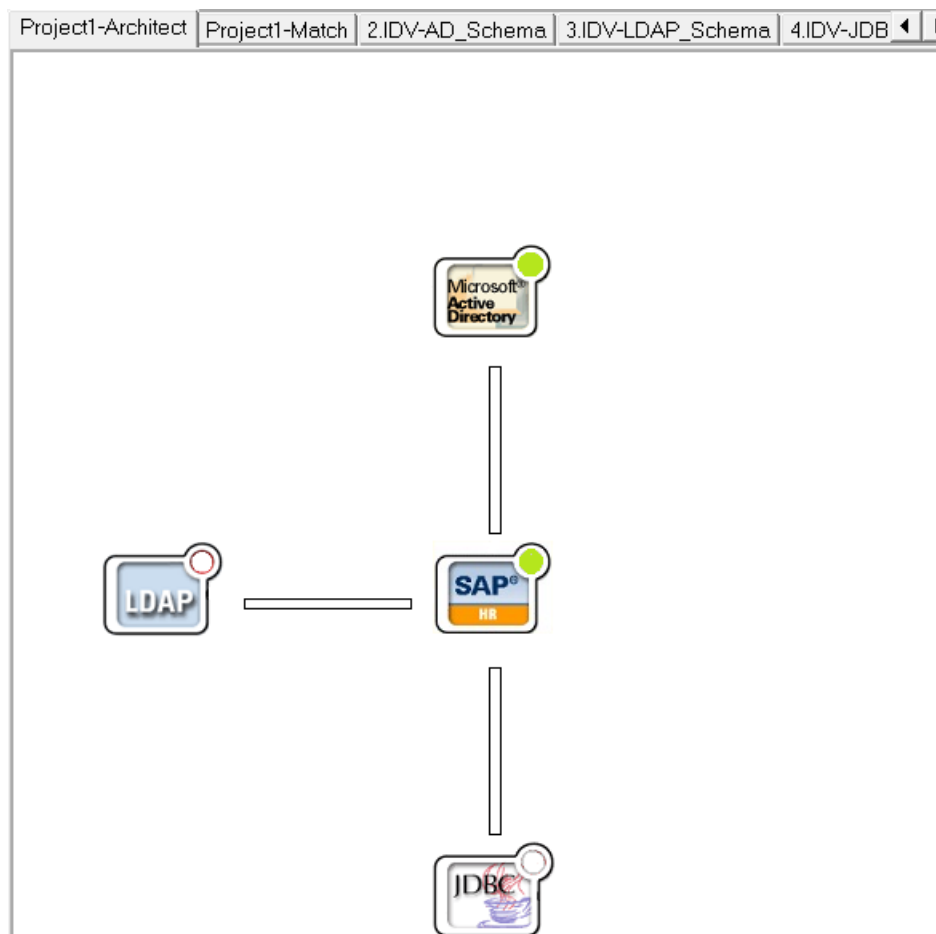 Project1-Architect
Project1-Match
2.IDV-AD_Schema
3.IDV-LDAP_Schema
4.IDV-JDB
Microsoft®
Active
Directory
LDAP
SAP®
HR
JDBC